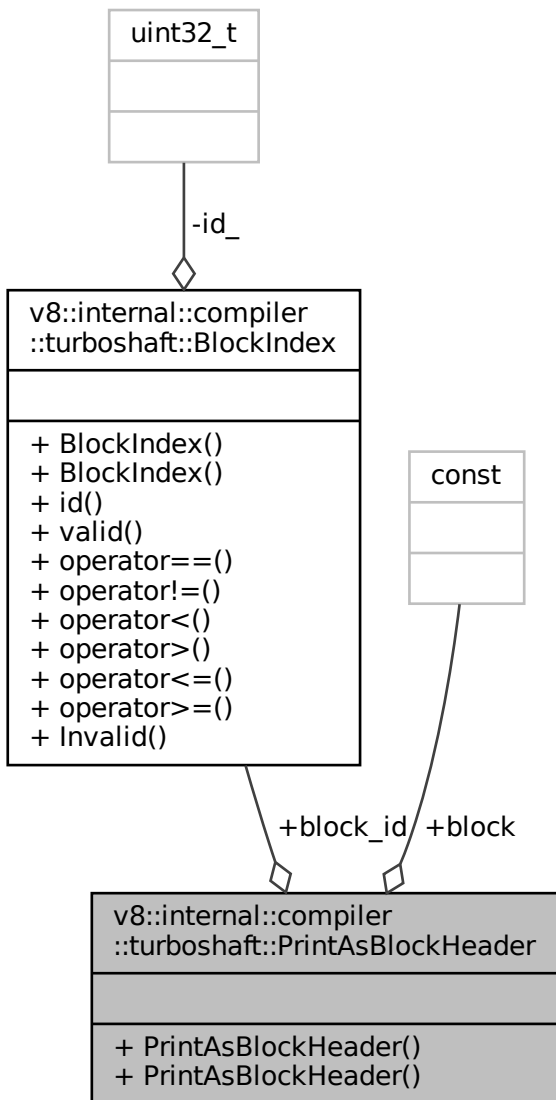 uint32_t
-id_
v8::internal::compiler
::turboshaft::BlockIndex
+ BlockIndex()
+ BlockIndex()
+ id()
+ valid()
+ operator==()
+ operator!=()
+ operator<()
+ operator>()
+ operator<=()
+ operator>=()
+ Invalid()
const
+block_id
+block
v8::internal::compiler
::turboshaft::PrintAsBlockHeader
+ PrintAsBlockHeader()
+ PrintAsBlockHeader()